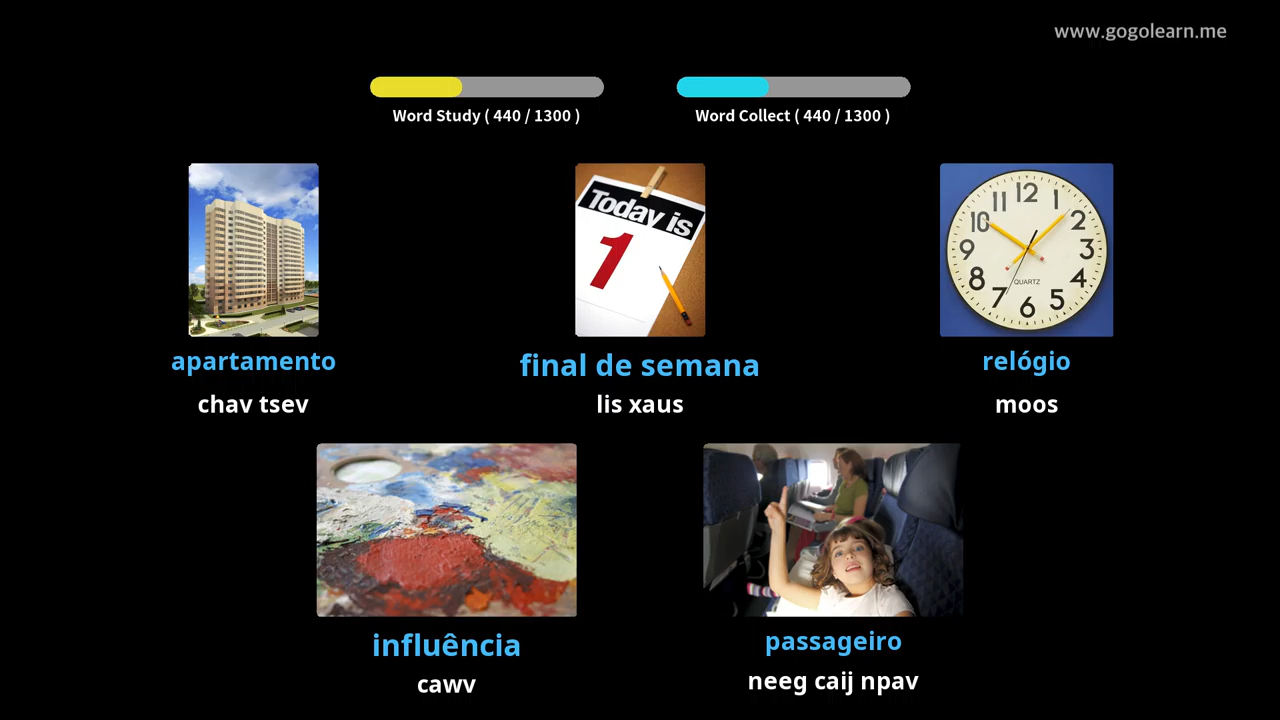 www.gogolearn.me
Word Study ( 440 / 1300 )
Word Collect ( 440 / 1300 )
Today is
1
12
1
2
3
4
5
6
7
8
9
10
11
QUARTZ
apartamento
chav tsev
final de semana
lis xaus
relógio
moos
influência
cawv
passageiro
neeg caij npav